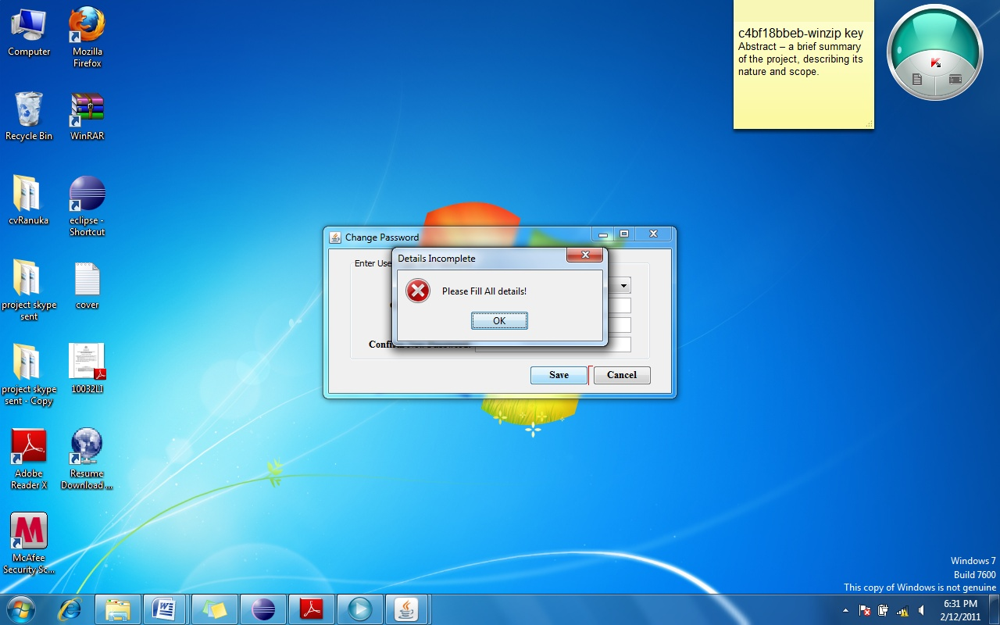 Computer
Mozilla
Firefox
Recycle Bin
WinRAR
cvRanuka
eclipse -
Shortcut
project skype
sent
cover
project skype
sent - Copy
10032LI
Adobe
Reader X
Resume
Download ...
McAfee
Security Sc...
c4bf18bbeb-winzip key
Abstract – a brief summary
of the project, describing its
nature and scope.
Change Password
Enter Use
Details Incomplete
Please Fill All details!
OK
Save
Cancel
Windows 7
Build 7600
This copy of Windows is not genuine
6:31 PM
2/12/2011